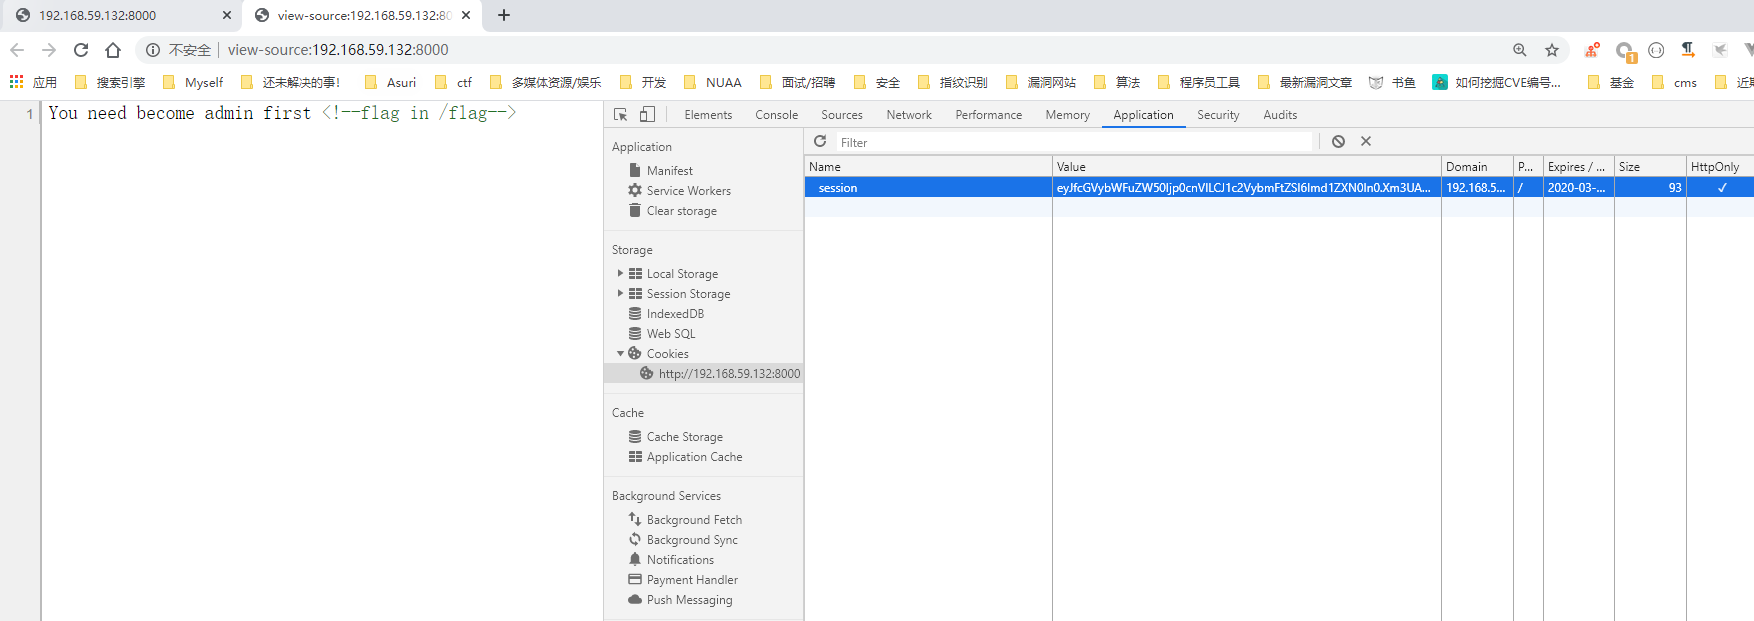 192.168.59.132:8000
view-source:192.168.59.132:80
不安全 view-source:192.168.59.132:8000
应用 搜索引擎 Myself 还未解决的事! Asuri ctf 多媒体资源/娱乐 开发 NUAA 面试/招聘 安全 指纹识别 漏洞网站 算法 程序员工具 最新漏洞文章 书鱼 如何挖掘CVE编号... 基金 cms 近期
1 You need become admin first <!--flag in /flag-->
Elements Console Sources Network Performance Memory Application Security Audits
Filter
Name Value Domain P... Expires / ... Size HttpOnly
session eyJfcGVybWFuZW50Ijp0cnVlLCJ1c2VybmFtZSI6Imd1ZXN0In0.Xm3UA... 192.168.5... / 2020-03-... 93 ✓
Application
Manifest
Service Workers
Clear storage
Storage
Local Storage
Session Storage
IndexedDB
Web SQL
Cookies
http://192.168.59.132:8000
Cache
Cache Storage
Application Cache
Background Services
Background Fetch
Background Sync
Notifications
Payment Handler
Push Messaging